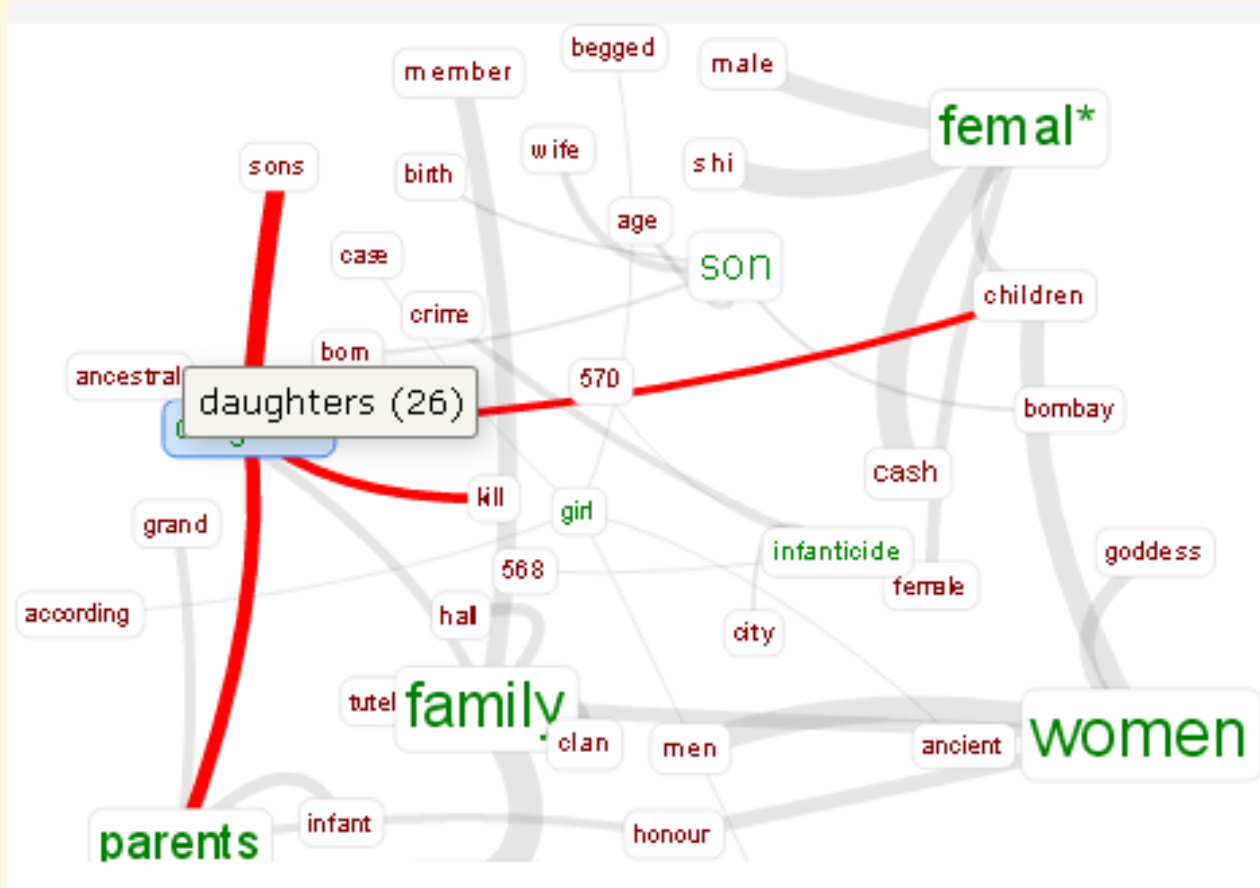 begged
male
member
femal*
wife
shi
sons
birth
age
case
son
children
crime
born
570
ancestral
daughters (26)
bombay
cash
kill
girl
grand
infanticide
goddess
568
female
according
hall
city
tutel
family
clan
men
ancient
women
infant
honour
parents